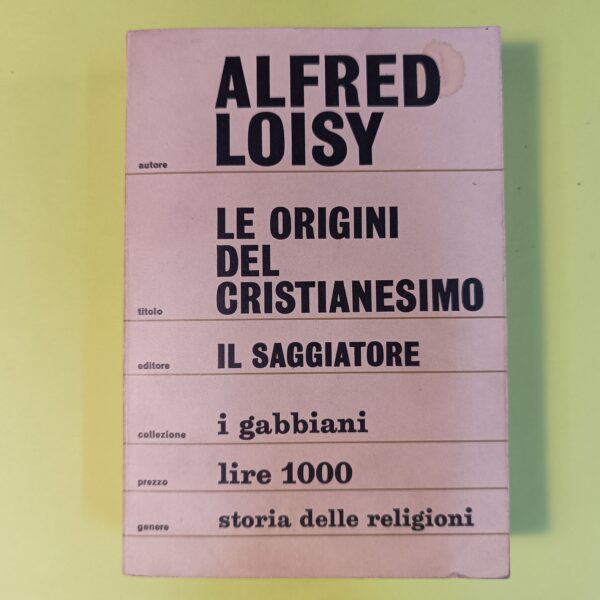 ALFRED
LOISY
autore
LE ORIGINI
DEL
CRISTIANESIMO
titolo
IL SAGGIATORE
editore
i gabbiani
collezione
lire 1000
prezzo
storia delle religioni
genere